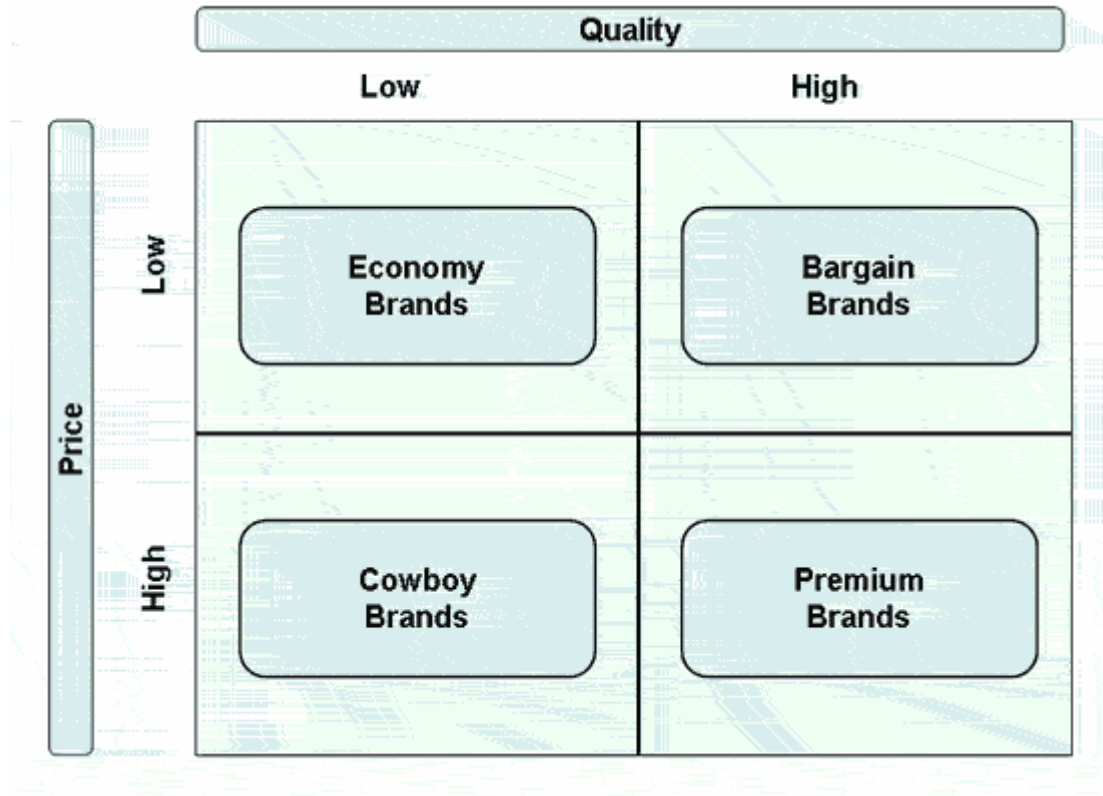 Quality
Low
High
Price
Low
Economy
Brands
Bargain
Brands
High
Cowboy
Brands
Premium
Brands